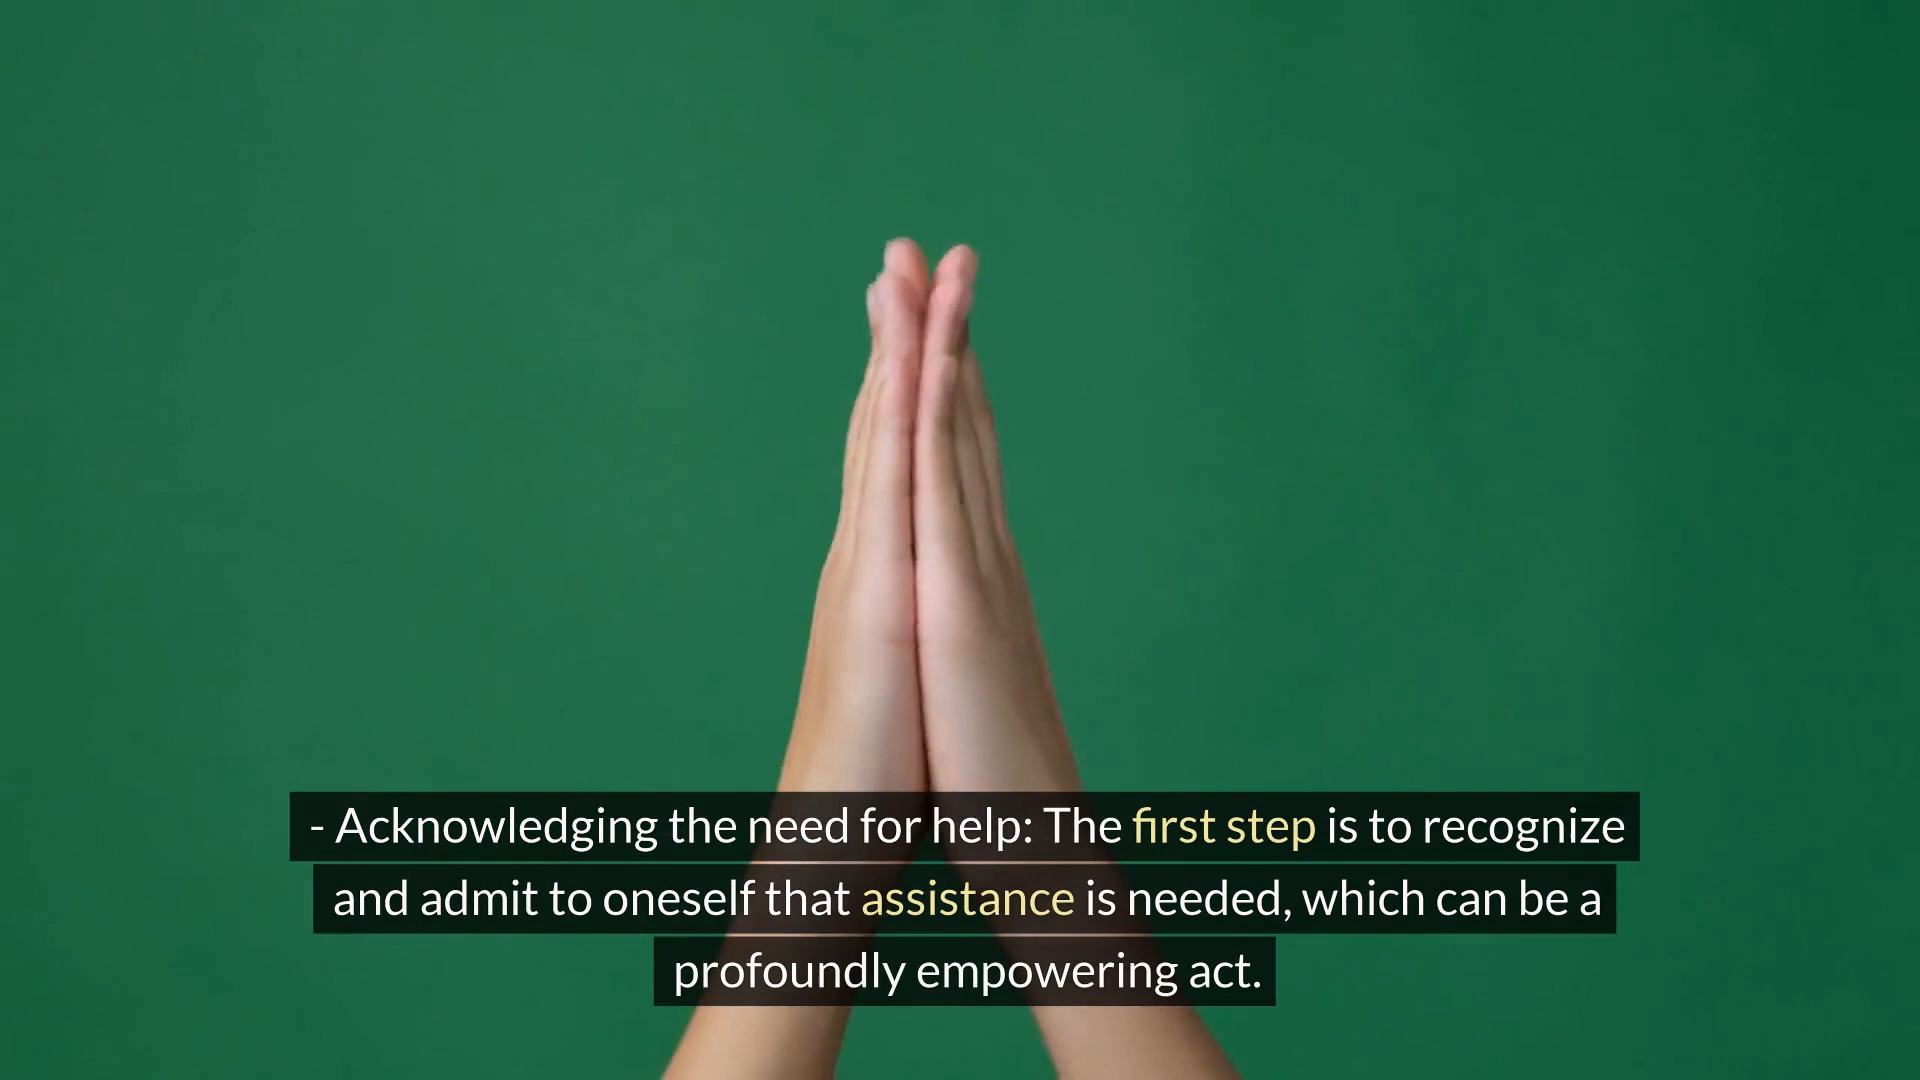 - Acknowledging the need for help: The first step is to recognize
and admit to oneself that assistance is needed, which can be a
profoundly empowering act.